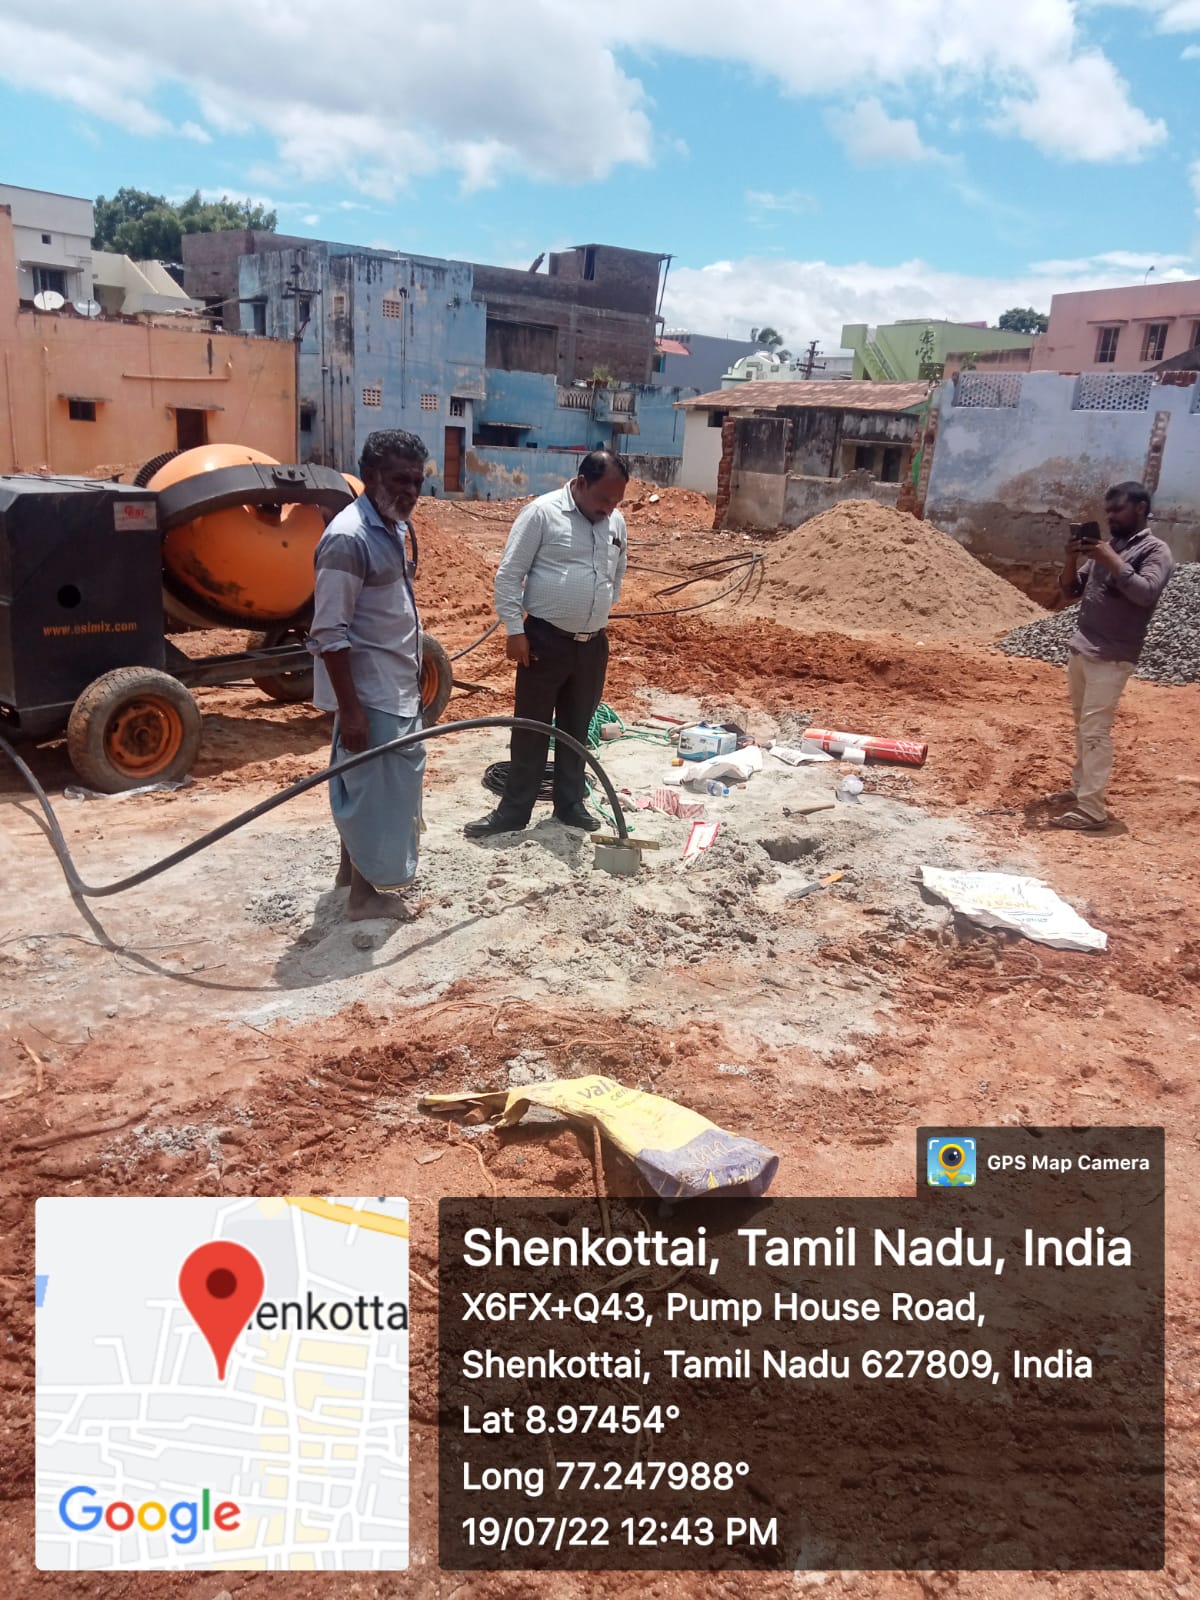 www.esimix.com
GPS Map Camera
Shenkottai, Tamil Nadu, India
X6FX+Q43, Pump House Road,
Shenkottai, Tamil Nadu 627809, India
Lat 8.97454°
Long 77.247988°
19/07/22 12:43 PM
enkotta
Google